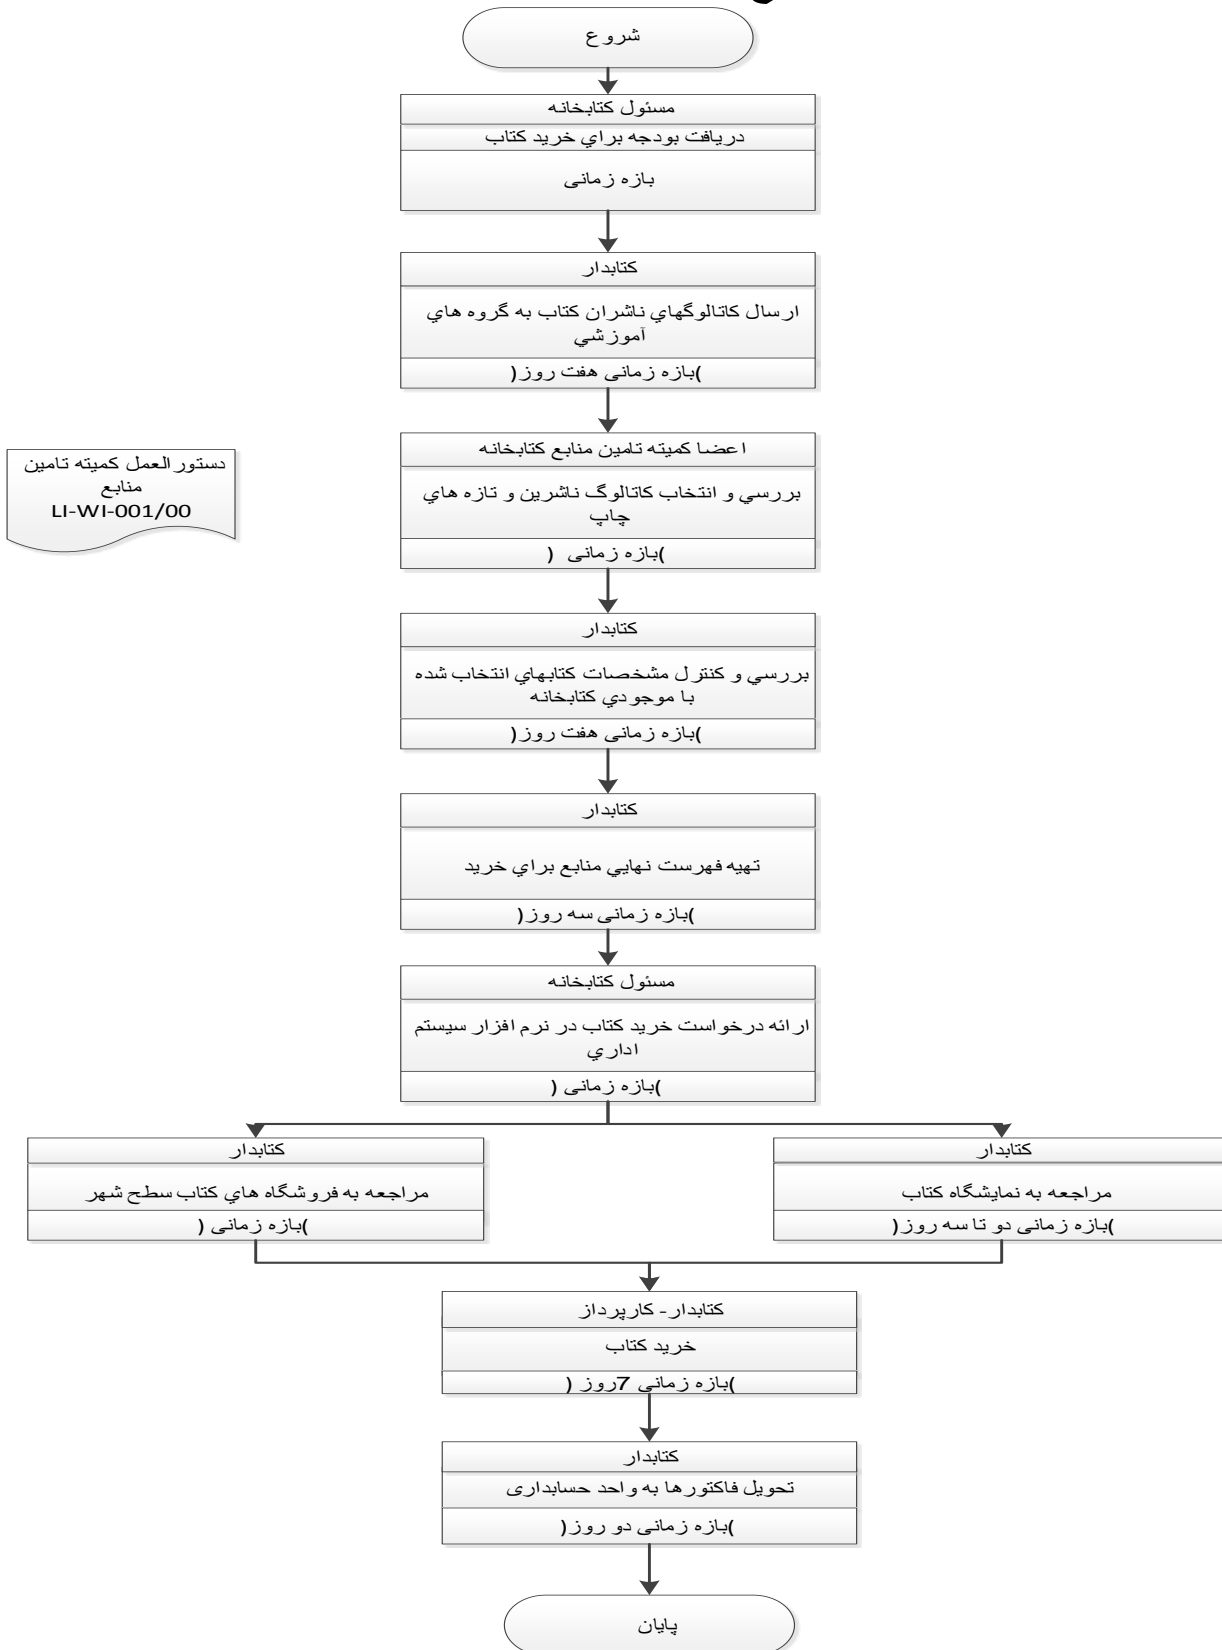 شروع
مسئول کتابخانه
دريافت بودجه براي خريد کتاب
بازه زمانی
کتابدار
ارسال کاتالوگهاي ناشران کتاب به گروه هاي
آموزشي
)بازه زمانی هفت روز(
اعضا کميته تامين منابع کتابخانه
بررسي و انتخاب کاتالوگ ناشرين و تازه هاي
چاپ
)بازه زمانی (
دستور العمل کميته تامين
منابع
LI-WI-001/00
کتابدار
بررسي و کنترل مشخصات کتابهاي انتخاب شده
با موجودي کتابخانه
)بازه زمانی هفت روز(
کتابدار
تهيه فهرست نهايي منابع براي خريد
)بازه زمانی سه روز(
مسئول کتابخانه
ارائه درخواست خريد کتاب در نرم افزار سيستم
اداري
)بازه زمانی (
کتابدار
مراجعه به نمايشگاه کتاب
)بازه زمانی دو تا سه روز(
کتابدار
مراجعه به فروشگاه هاي کتاب سطح شهر
)بازه زمانی (
کتابدار - کارپرداز
خريد کتاب
)بازه زمانی 7روز (
کتابدار
تحويل فاکتورها به واحد حسابداری
)بازه زمانی دو روز(
پايان